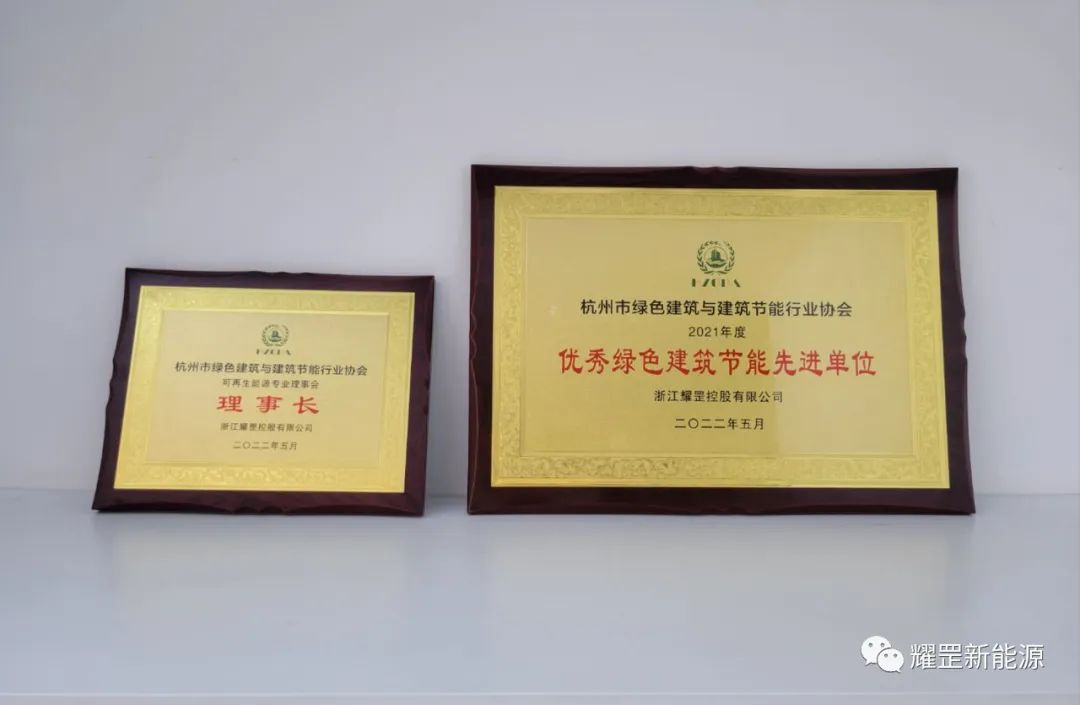 杭州市绿色建筑与建筑节能行业协会
可再生能源专业理事会
理事长
浙江耀罡控股有限公司
二〇二二年五月
杭州市绿色建筑与建筑节能行业协会
2021年度
优秀绿色建筑节能先进单位
浙江耀罡控股有限公司
二〇二二年五月
耀罡新能源